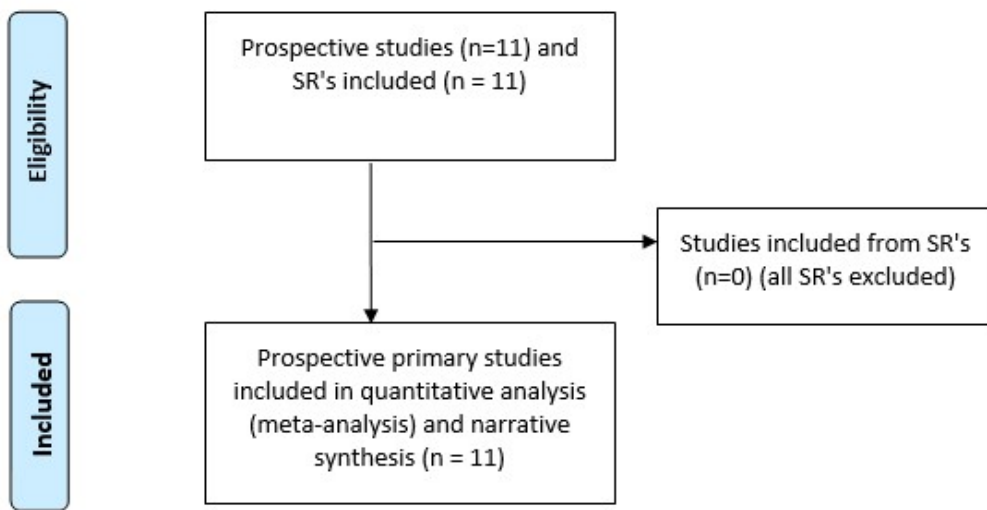 Eligibility
Prospective studies (n=11) and
SR's included (n = 11)
Studies included from SR's
(n=0) (all SR's excluded)
Included
Prospective primary studies
included in quantitative analysis
(meta-analysis) and narrative
synthesis (n = 11)